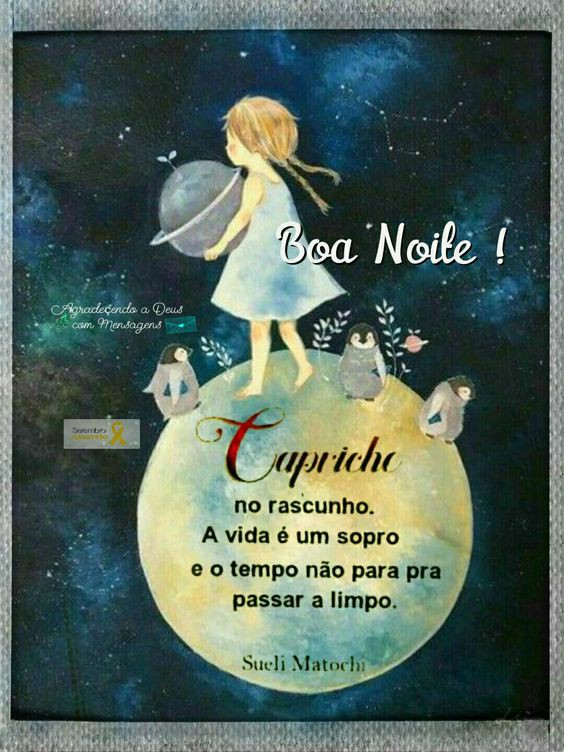 Boa Noite !
Agradecendo a Deus
com Mensagens
Setembro
Amarelo
Capriche
no rascunho.
A vida é um sopro
e o tempo não para pra
passar a limpo.
Sueli Matochi